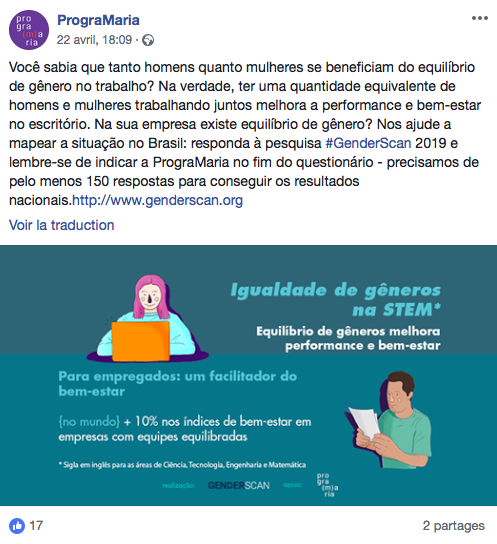 pro
gra
(m)a
ria
PrograMaria
22 avril, 18:09 ·
Você sabia que tanto homens quanto mulheres se beneficiam do equilíbrio
de gênero no trabalho? Na verdade, ter uma quantidade equivalente de
homens e mulheres trabalhando juntos melhora a performance e bem-estar
no escritório. Na sua empresa existe equilíbrio de gênero? Nos ajude a
mapear a situação no Brasil: responda à pesquisa #GenderScan 2019 e
lembre-se de indicar a PrograMaria no fim do questionário - precisamos de
pelo menos 150 respostas para conseguir os resultados
nacionais.http://www.genderscan.org
Voir la traduction
Igualdade de gêneros
na STEM*
Equilíbrio de gêneros melhora
performance e bem-estar
Para empregados: um facilitador do
bem-estar
{no mundo} + 10% nos índices de bem-estar em
empresas com equipes equilibradas
* Sigla em inglês para as áreas de Ciência, Tecnologia, Engenharia e Matemática
realização: GENDERSCAN apoio: pro
gra
(m)a
ria
17 2 partages